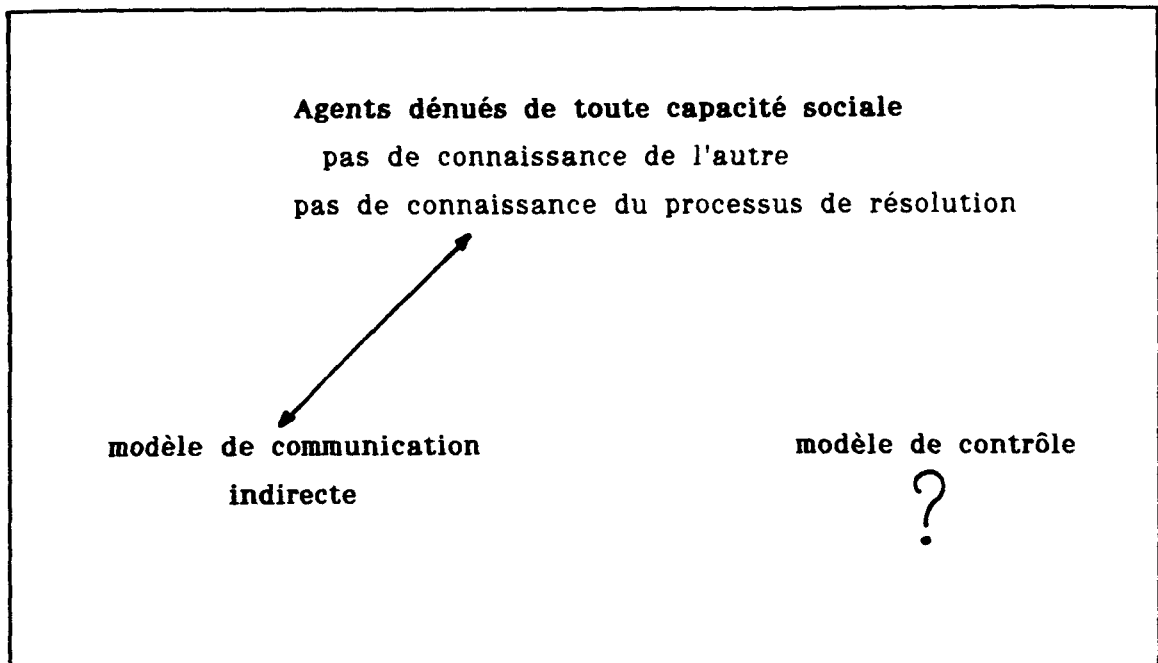 Agents dénués de toute capacité sociale
pas de connaissance de l'autre
pas de connaissance du processus de résolution
modèle de communication
indirecte
modèle de contrôle
?